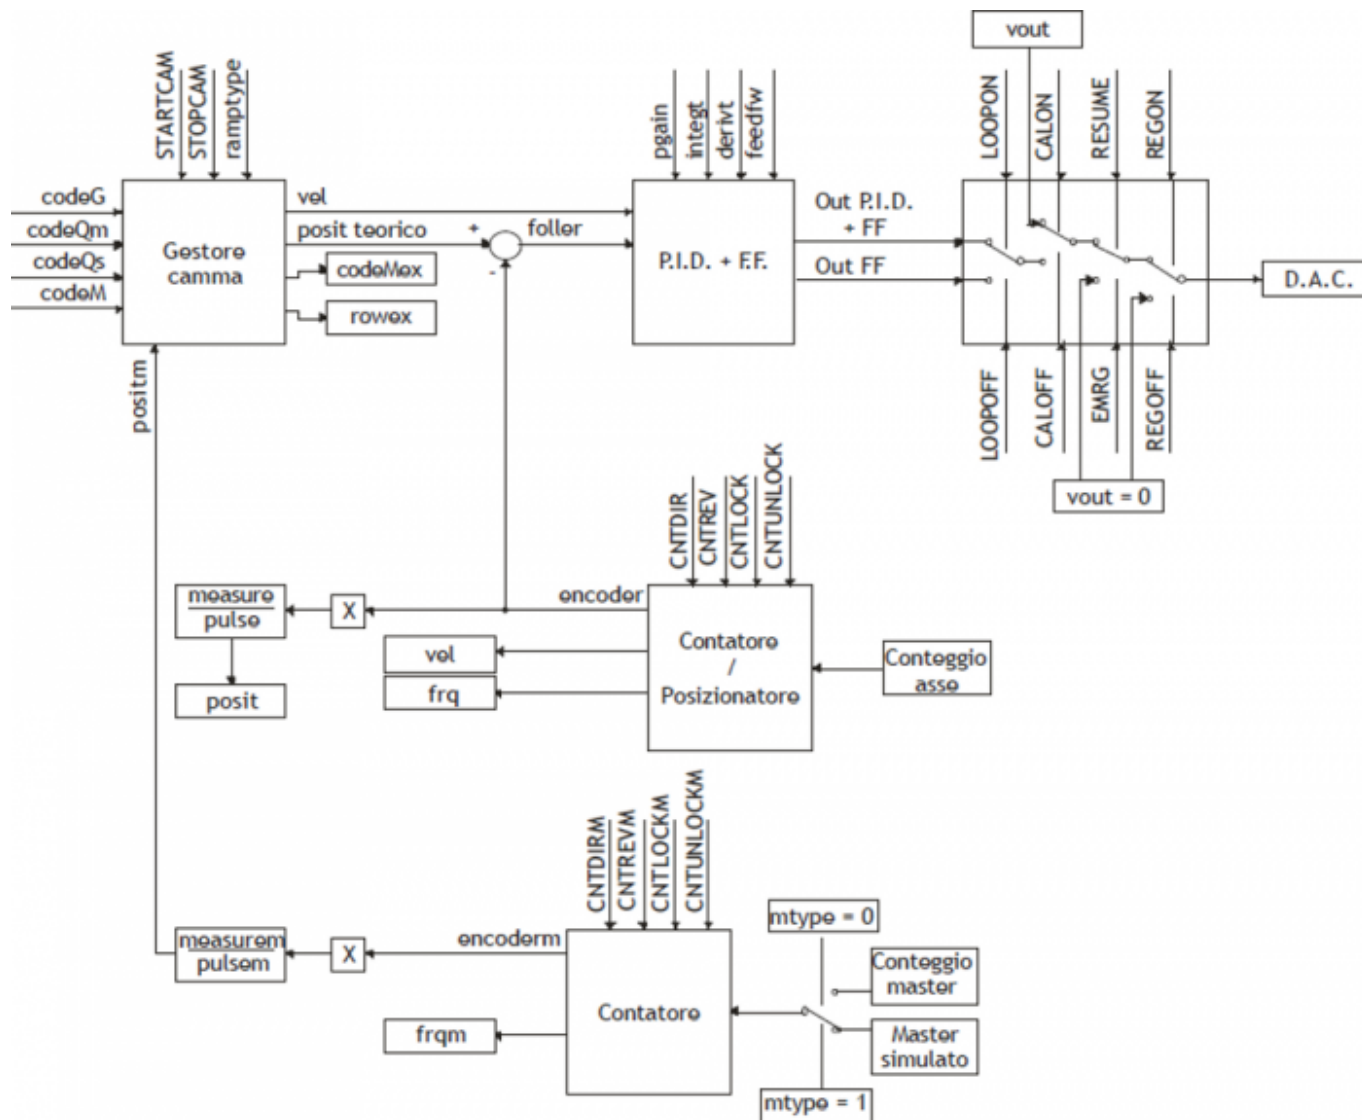 vout
STARTCAM
STOPCAM
ramptype
pgain
integt
derivt
feedfw
LOOPON
CALON
RESUME
REGON
codeG
codeQm
codeQs
codeM
Gestore
camma
vel
posit teorico
+
-
foller
codeMex
rowex
P.I.D. + F.F.
Out P.I.D.
+ FF
Out FF
D.A.C.
positm
LOOPOFF
CALOFF
EMRG
REGOFF
vout = 0
CNTDIR
CNTREV
CNTLOCK
CNTUNLOCK
measure
pulse
X
encoder
posit
vel
frq
Contatore
/
Posizionatore
Conteggio
asse
CNTDIRM
CNTREVM
CNTLOCKM
CNTUNLOCKM
measurem
pulsem
X
encoderm
frqm
Contatore
mtype = 0
Conteggio
master
Master
simulato
mtype = 1